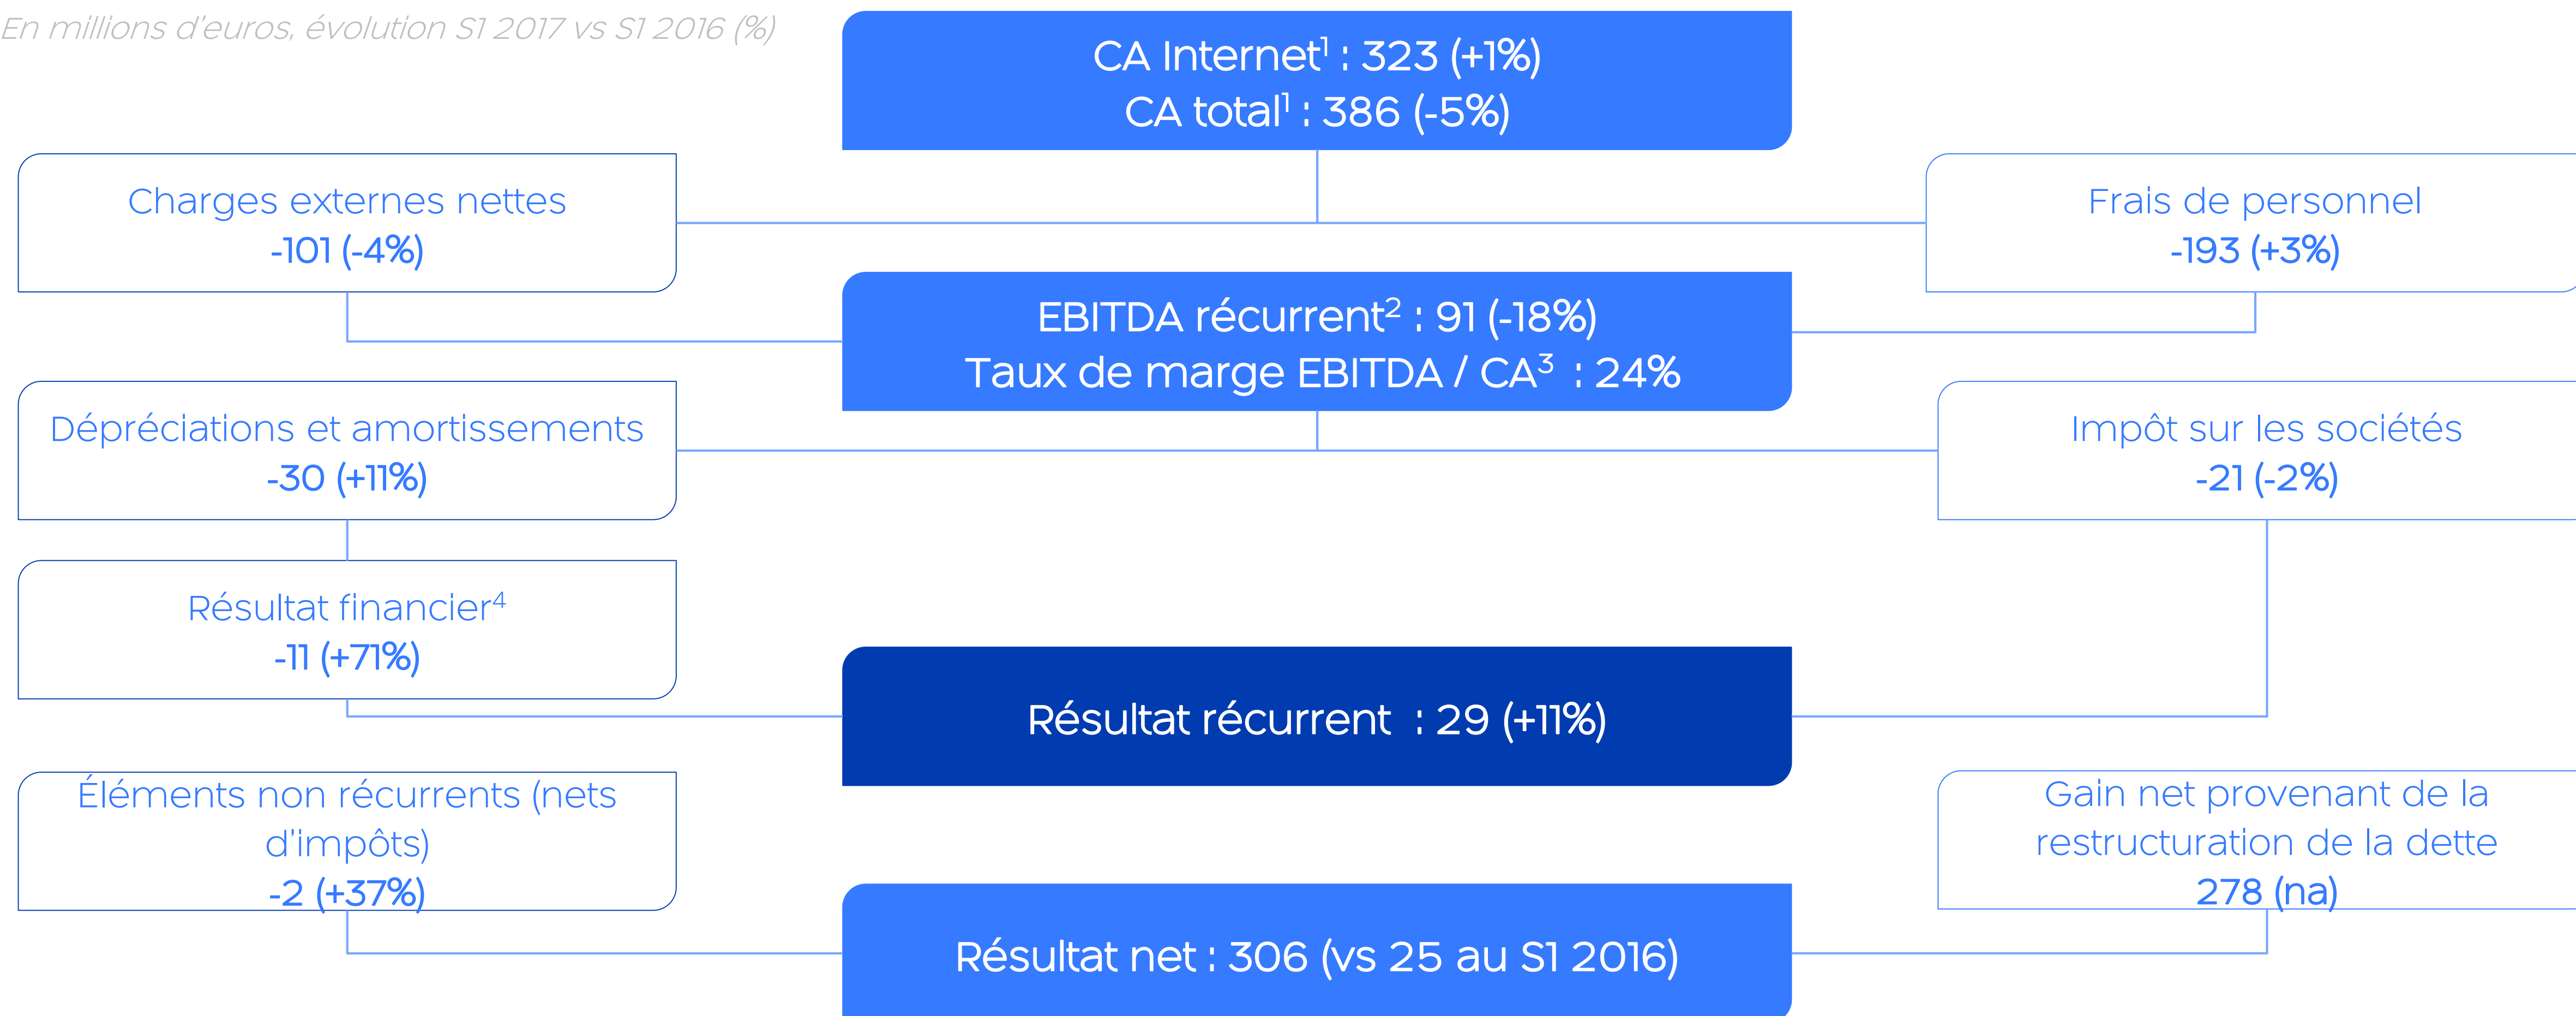 En millions d'euros, évolution S1 2017 vs S1 2016 (%)
CA Internet¹ : 323 (+1%)
CA total¹ : 386 (-5%)
Charges externes nettes
-101 (-4%)
Frais de personnel
-193 (+3%)
EBITDA récurrent² : 91 (-18%)
Taux de marge EBITDA / CA³ : 24%
Dépréciations et amortissements
-30 (+11%)
Impôt sur les sociétés
-21 (-2%)
Résultat financier⁴
-11 (+71%)
Résultat récurrent : 29 (+11%)
Éléments non récurrents (nets
d'impôts)
-2 (+37%)
Gain net provenant de la
restructuration de la dette
278 (na)
Résultat net : 306 (vs 25 au S1 2016)